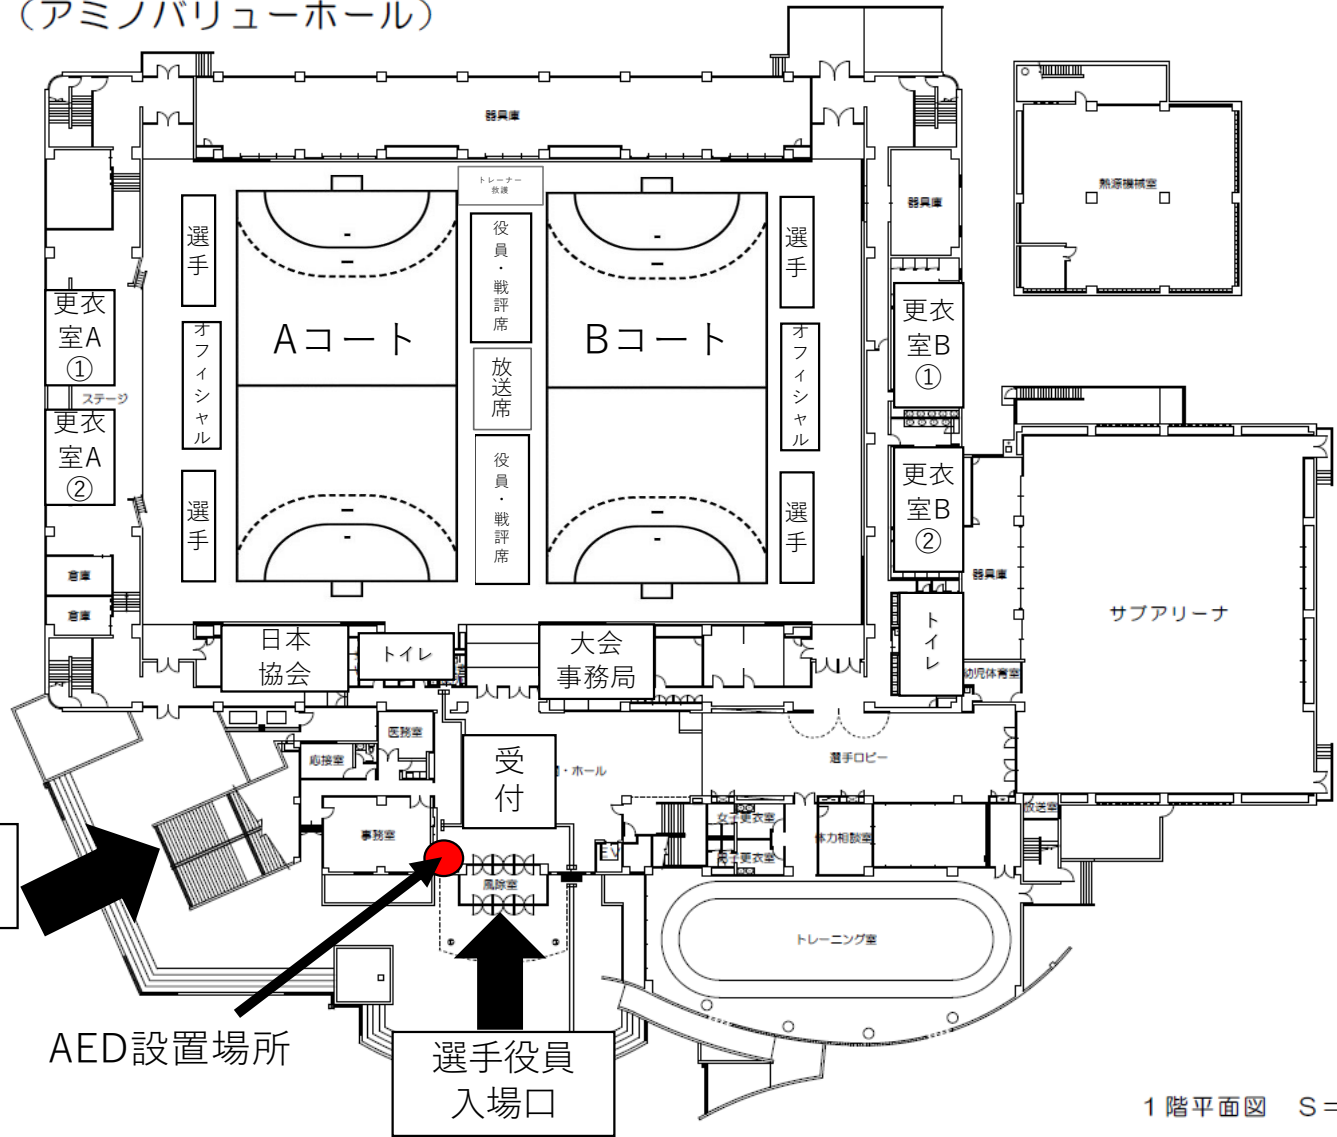 （アミノバリューホール）
器具庫
トレーナー
救護
熱源機械室
器具庫
選手
役員・戦評席
選手
更衣
室A
①
Aコート
Bコート
更衣
室B
①
オフィシャル
放送席
オフィシャル
ステージ
更衣
室A
②
選手
役員・戦評席
選手
更衣
室B
②
倉庫
倉庫
器具庫
サブアリーナ
日本
協会
トイレ
大会
事務局
トイレ
幼児体育室
医務室
応接室
受付
・ホール
選手ロビー
事務室
女子更衣室
男子更衣室
体力相談室
放送室
EV
風除室
トレーニング室
AED設置場所
選手役員
入場口
1階平面図　S=